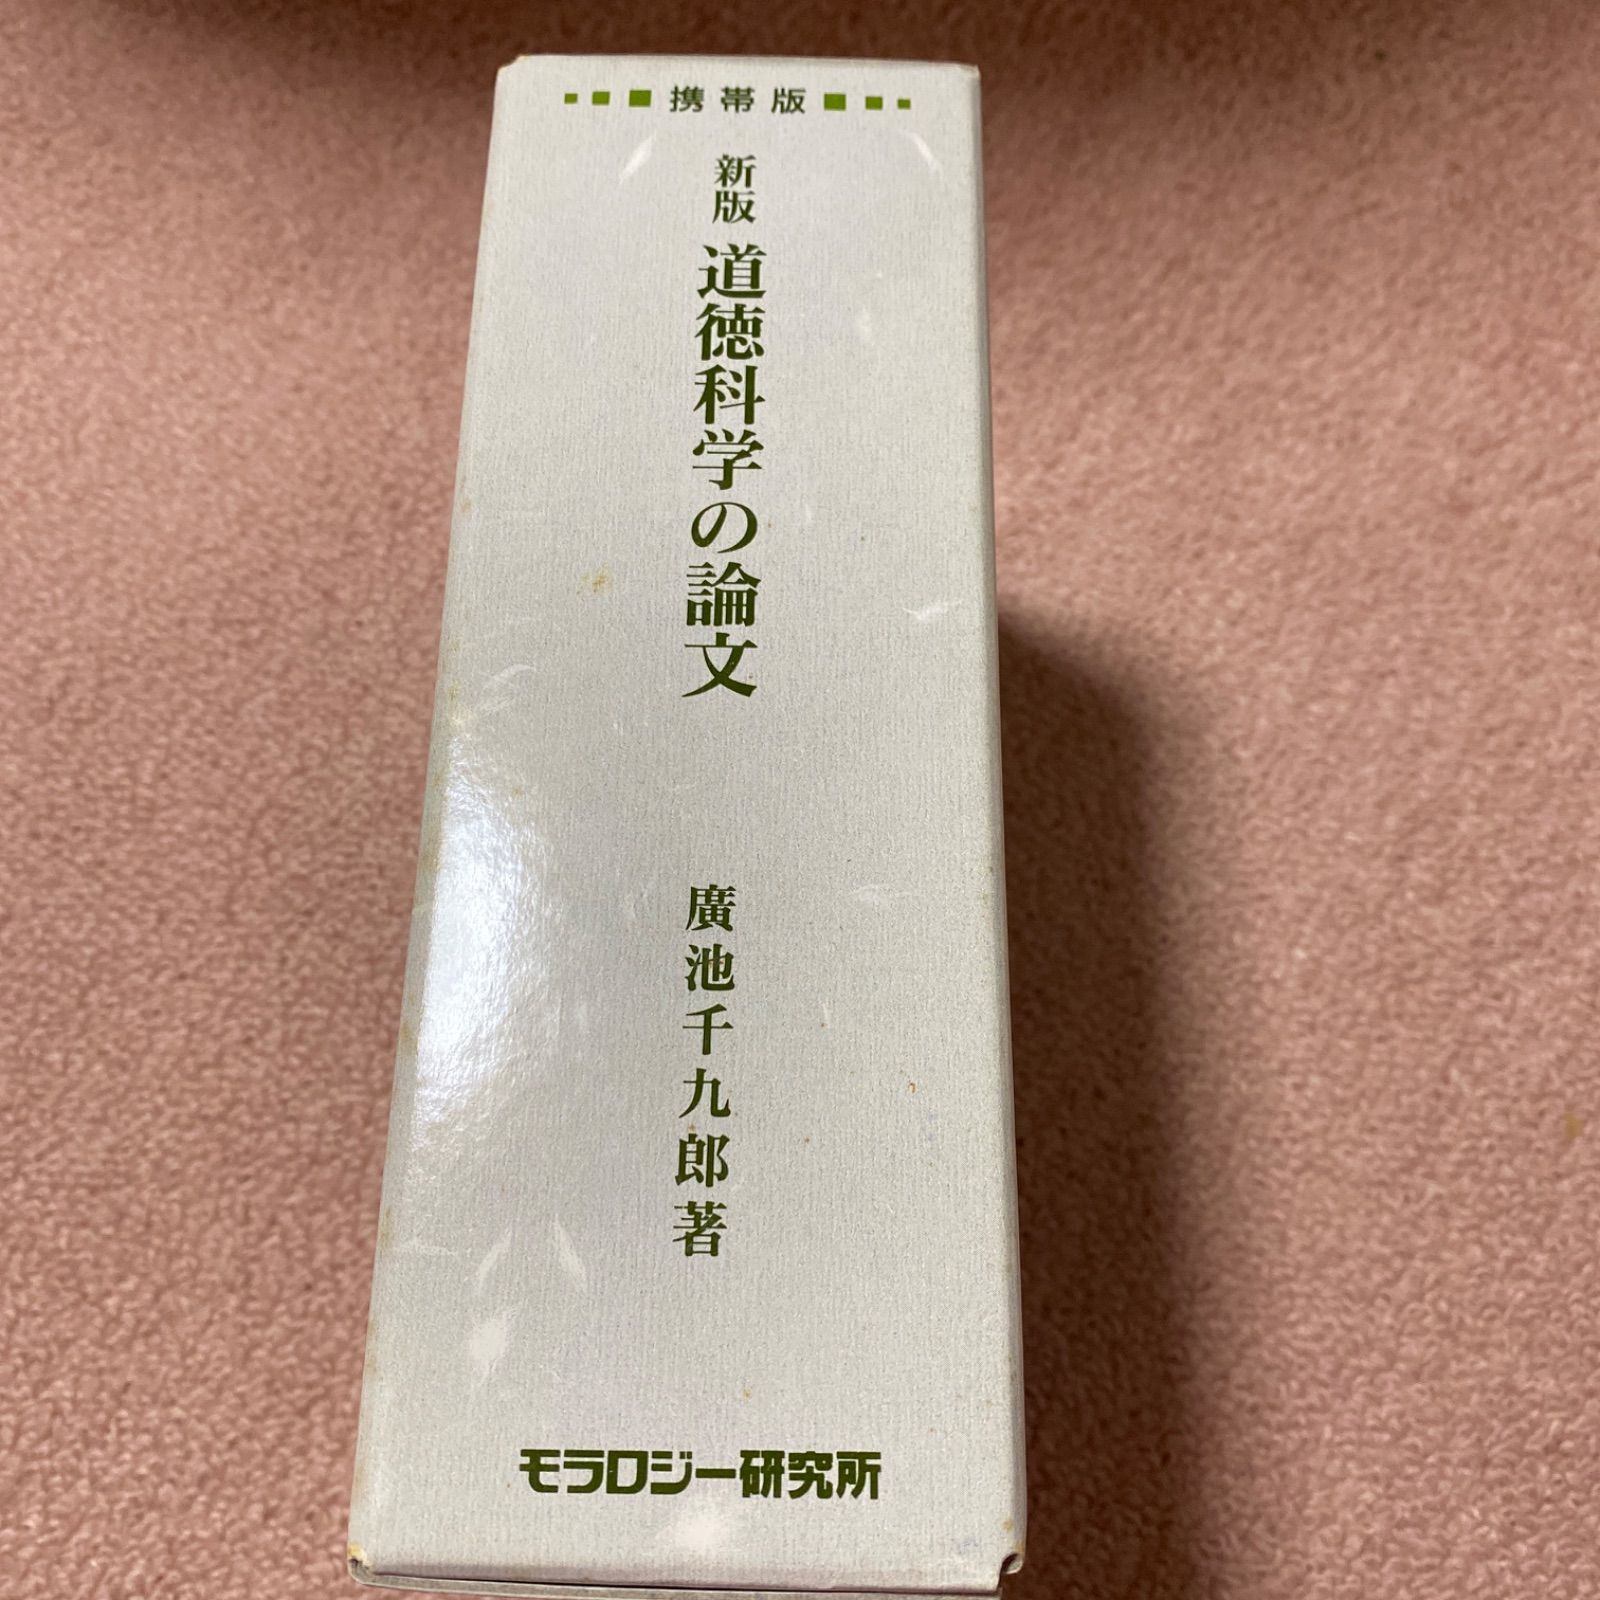 携帯版
新版 道徳科学の論文
廣池千九郎著
モラロジー研究所